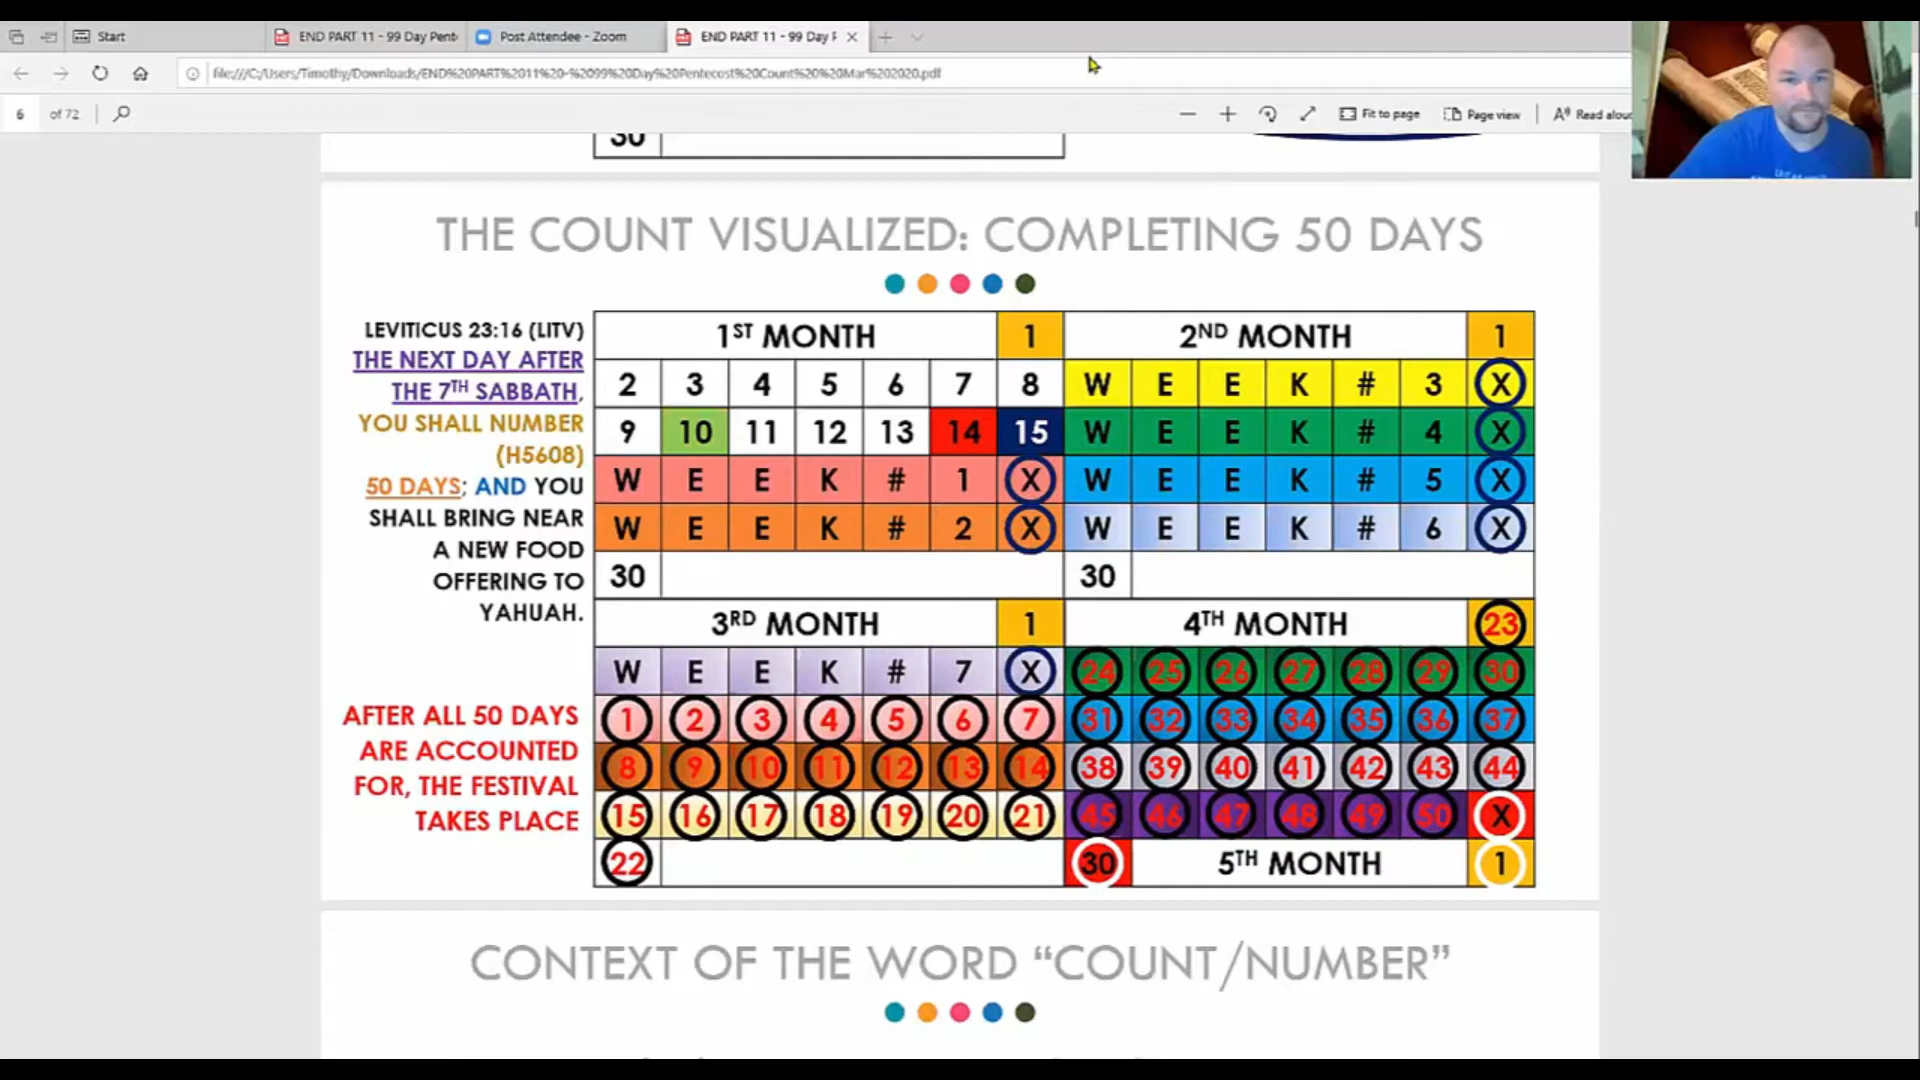 Start
END PART 11 - 99 Day Pent
Post Attendee - Zoom
END PART 11 - 99 Day P
file:///C:/Users/Timothy/Downloads/END%20PART%2011%20-%2099%20Day%20Pentecost%20Count%20%20Mar%202020.pdf
6 of 72
Fit to page
Page view
Read alou
30
THE COUNT VISUALIZED: COMPLETING 50 DAYS
LEVITICUS 23:16 (LITV)
THE NEXT DAY AFTER
THE 7TH SABBATH,
YOU SHALL NUMBER
(H5608)
50 DAYS; AND YOU
SHALL BRING NEAR
A NEW FOOD
OFFERING TO
YAHUAH.
AFTER ALL 50 DAYS
ARE ACCOUNTED
FOR, THE FESTIVAL
TAKES PLACE
1ST MONTH 1 2ND MONTH 1
2 3 4 5 6 7 8 W E E K # 3 X
9 10 11 12 13 14 15 W E E K # 4 X
W E E K # 1 X W E E K # 5 X
W E E K # 2 X W E E K # 6 X
30 30
3RD MONTH 1 4TH MONTH 23
W E E K # 7 X 24 25 26 27 28 29 30
1 2 3 4 5 6 7 31 32 33 34 35 36 37
8 9 10 11 12 13 14 38 39 40 41 42 43 44
15 16 17 18 19 20 21 45 46 47 48 49 50 X
22 30 5TH MONTH 1
CONTEXT OF THE WORD “COUNT/NUMBER”